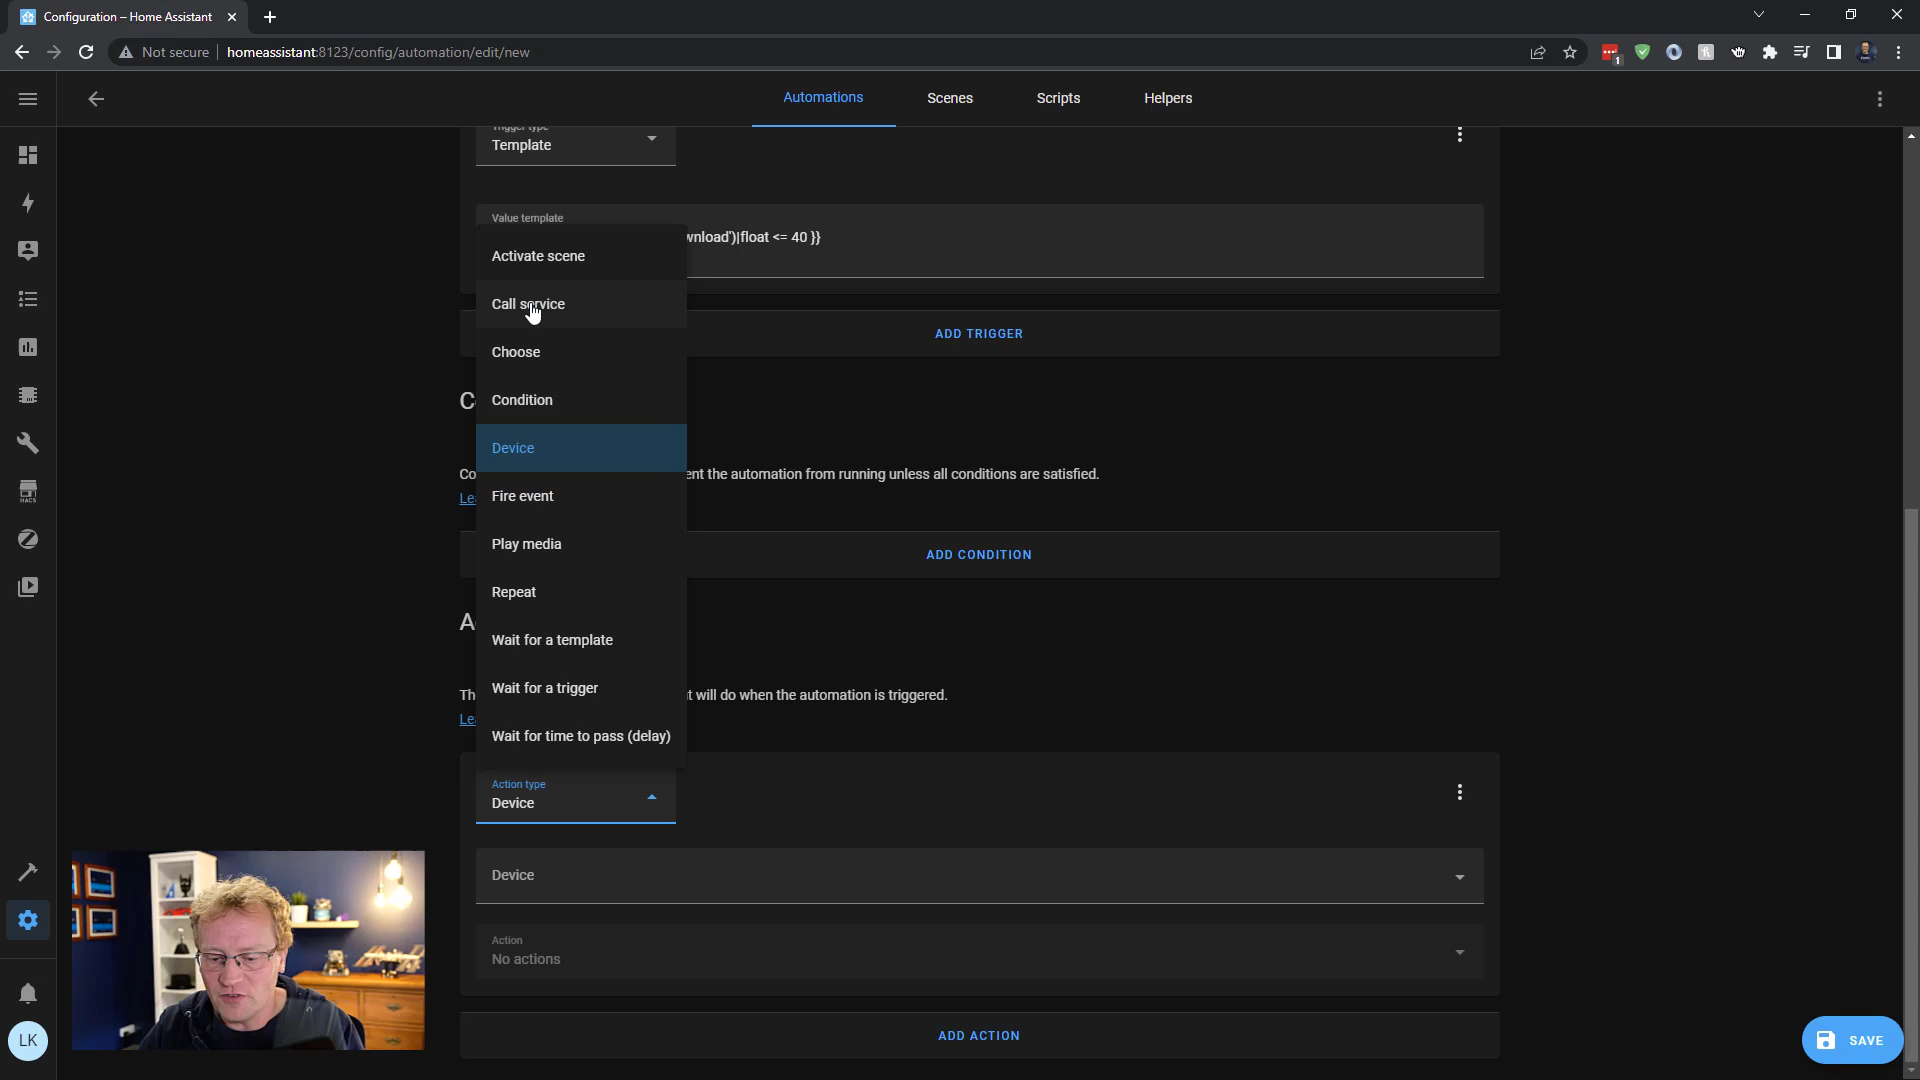 Configuration – Home Assistant
Not secure
homeassistant:8123/config/automation/edit/new
1
Automations
Scenes
Scripts
Helpers
Trigger type
Template
Value template
wnload')|float <= 40 }}
Activate scene
Call service
ADD TRIGGER
Choose
Condition
Device
ent the automation from running unless all conditions are satisfied.
Fire event
HACS
Play media
ADD CONDITION
Repeat
Wait for a template
Wait for a trigger
t will do when the automation is triggered.
Wait for time to pass (delay)
Action type
Device
Device
Action
No actions
ADD ACTION
LK
SAVE